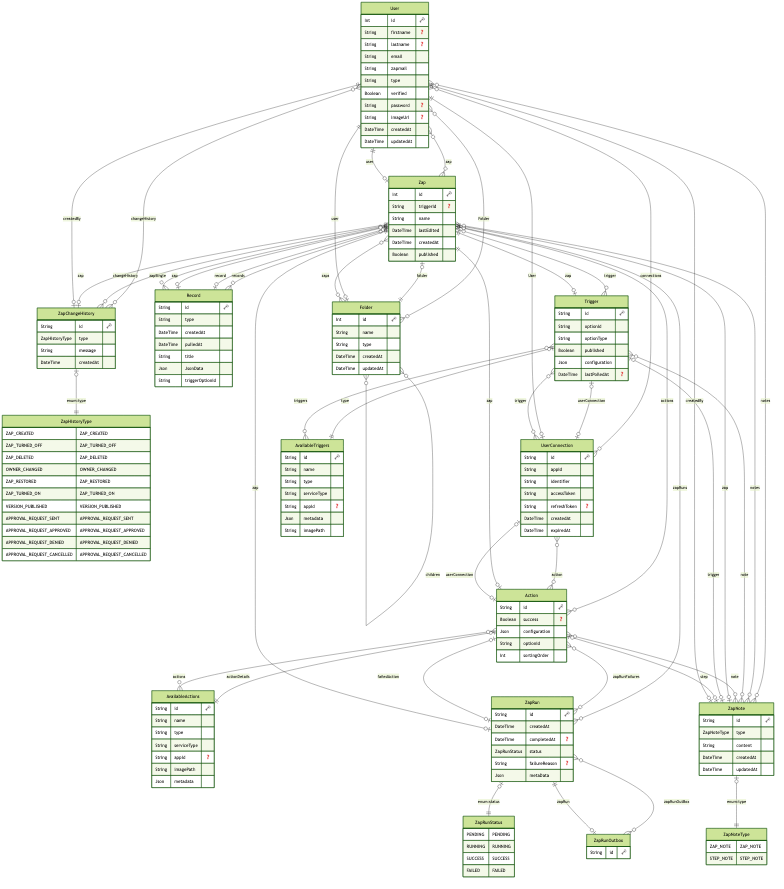 User
Int id
String firstname ?
String lastname ?
String email
String zapmail
String type
Boolean verified
String password ?
String imageUrl ?
DateTime createdAt
DateTime updatedAt
user
zap
Zap
Int id
String triggerId ?
String name
DateTime lastEdited
DateTime createdAt
Boolean published
createdBy
changeHistory
user
Folder
zap
changeHistory
zapSingle
zap
record
records
zaps
folder
User
zap
trigger
connections
ZapChangeHistory
String id
ZapHistoryType type
String message
DateTime createdAt
Record
String id
String type
DateTime createdAt
DateTime pulledAt
String title
Json JsonData
String triggerOptionId
Folder
Int id
String name
String type
DateTime createdAt
DateTime updatedAt
Trigger
String id
String optionId
String optionType
Boolean published
Json configuration
DateTime lastPolledAt ?
enum:type
triggers
type
zap
userConnection
actions
createdBy
notes
ZapHistoryType
ZAP_CREATED ZAP_CREATED
ZAP_TURNED_OFF ZAP_TURNED_OFF
ZAP_DELETED ZAP_DELETED
OWNER_CHANGED OWNER_CHANGED
ZAP_RESTORED ZAP_RESTORED
ZAP_TURNED_ON ZAP_TURNED_ON
VERSION_PUBLISHED VERSION_PUBLISHED
APPROVAL_REQUEST_SENT APPROVAL_REQUEST_SENT
APPROVAL_REQUEST_APPROVED APPROVAL_REQUEST_APPROVED
APPROVAL_REQUEST_DENIED APPROVAL_REQUEST_DENIED
APPROVAL_REQUEST_CANCELLED APPROVAL_REQUEST_CANCELLED
AvailableTriggers
String id
String name
String type
String serviceType
String appId ?
Json metadata
String imagePath
UserConnection
String id
String appId
String identifier
String accessToken
String refreshToken ?
DateTime createdAt
DateTime expiredAt
zap
zapRuns
zap
notes
children
userConnection
action
trigger
note
Action
String id
Boolean success ?
Json configuration
String optionId
Int sortingOrder
actions
actionDetails
failedAction
zapRunFailures
step
note
AvailableActions
String id
String name
String type
String serviceType
String appId ?
String imagePath
Json metadata
ZapRun
String id
DateTime createdAt
DateTime completedAt ?
ZapRunStatus status
String failureReason ?
Json metaData
ZapNote
String id
ZapNoteType type
String content
DateTime createdAt
DateTime updatedAt
enum:status
zapRun
zapRunOutBox
enum:type
ZapRunStatus
PENDING PENDING
RUNNING RUNNING
SUCCESS SUCCESS
FAILED FAILED
ZapRunOutbox
String id
ZapNoteType
ZAP_NOTE ZAP_NOTE
STEP_NOTE STEP_NOTE